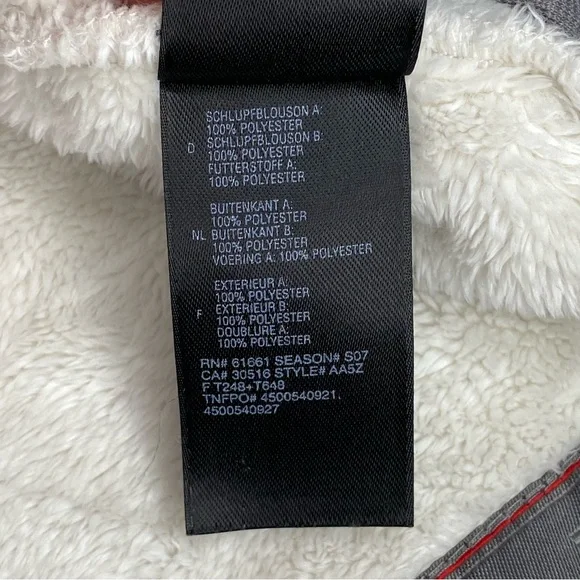 SCHLUPFBLOUSON A:
100% POLYESTER
D SCHLUPFBLOUSON B:
100% POLYESTER
FUTTERSTOFF A:
100% POLYESTER
BUITENKANT A:
100% POLYESTER
NL BUITENKANT B:
100% POLYESTER
VOERING A: 100% POLYESTER
EXTERIEUR A:
100% POLYESTER
F EXTERIEUR B:
100% POLYESTER
DOUBLURE A:
100% POLYESTER
RN# 61661 SEASON# S07
CA# 30516 STYLE# AA5Z
F T248+T648
TNFPO# 4500540921,
4500540927